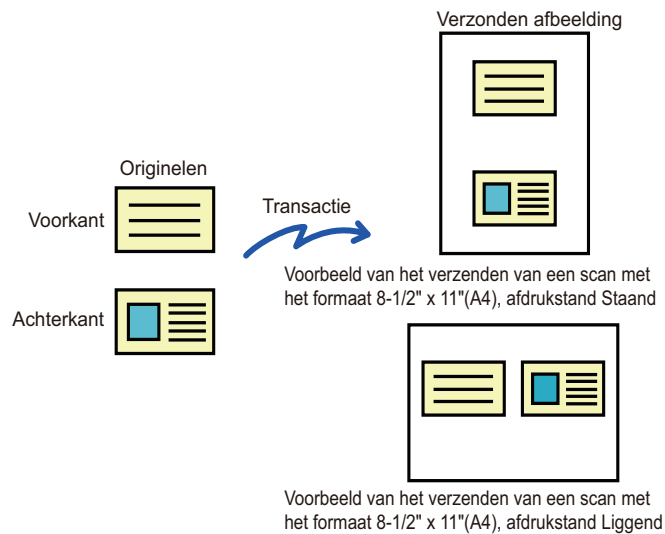 Verzonden afbeelding
Originelen
Voorkant
Transactie
Achterkant
Voorbeeld van het verzenden van een scan met
het formaat 8-1/2" x 11"(A4), afdrukstand Staand
Voorbeeld van het verzenden van een scan met
het formaat 8-1/2" x 11"(A4), afdrukstand Liggend